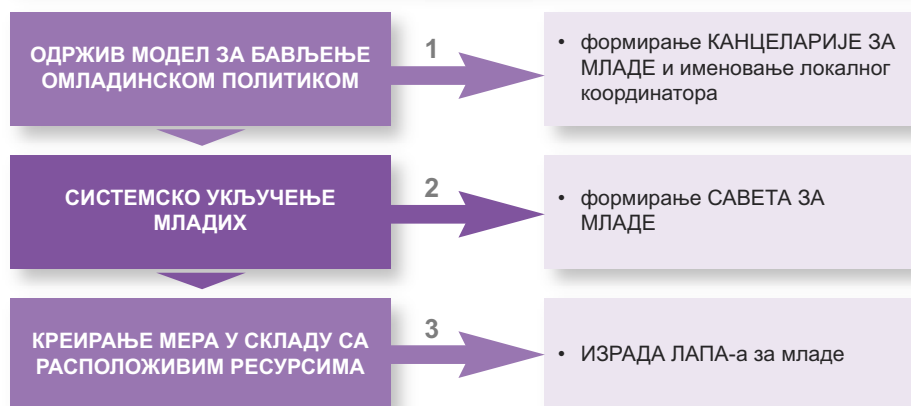 ОДРЖИВ МОДЕЛ ЗА БАВЉЕЊЕ
ОМЛАДИНСКОМ ПОЛИТИКОМ
1
• формирање КАНЦЕЛАРИЈЕ ЗА
МЛАДЕ и именовање локалног
координатора
СИСТЕМСКО УКЉУЧЕЊЕ
МЛАДИХ
2
• формирање САВЕТА ЗА
МЛАДЕ
КРЕИРАЊЕ МЕРА У СКЛАДУ СА
РАСПОЛОЖИВИМ РЕСУРСИМА
3
• ИЗРАДА ЛАПА-а за младе